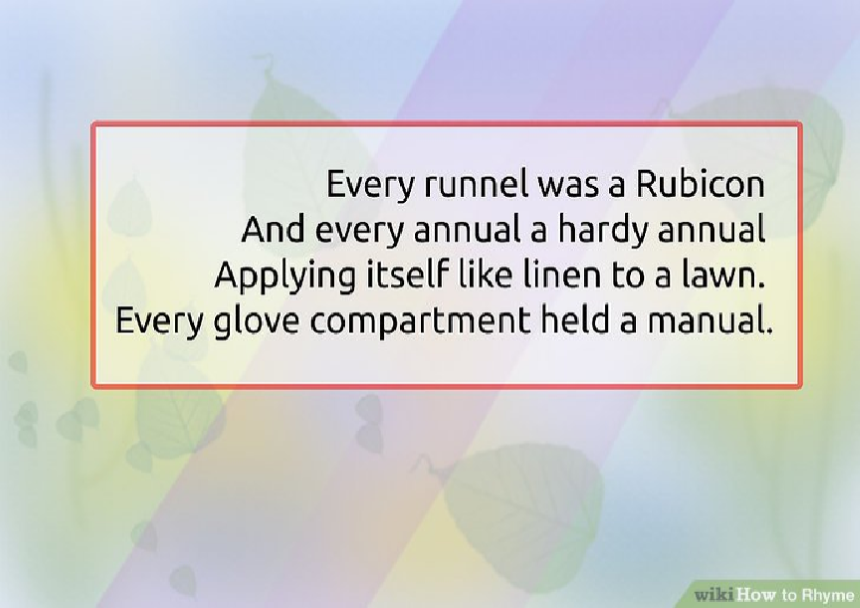 Every runnel was a Rubicon
And every annual a hardy annual
Applying itself like linen to a lawn.
Every glove compartment held a manual.
wikiHow to Rhyme